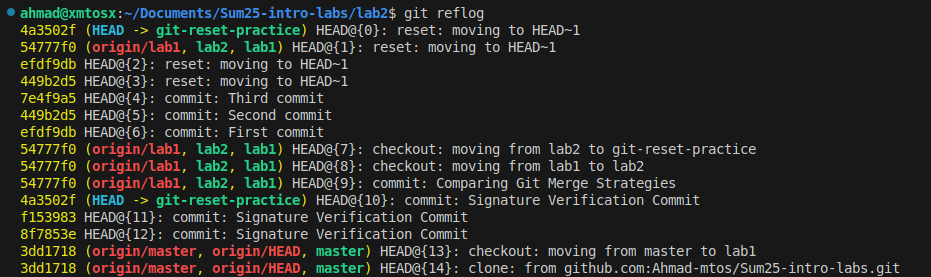 ahmad@xmtosx:~/Documents/Sum25-intro-labs/lab2$ git reflog
4a3502f (HEAD -> git-reset-practice) HEAD@{0}: reset: moving to HEAD~1
54777f0 (origin/lab1, lab2, lab1) HEAD@{1}: reset: moving to HEAD~1
efdf9db HEAD@{2}: reset: moving to HEAD~1
449b2d5 HEAD@{3}: reset: moving to HEAD~1
7e4f9a5 HEAD@{4}: commit: Third commit
449b2d5 HEAD@{5}: commit: Second commit
efdf9db HEAD@{6}: commit: First commit
54777f0 (origin/lab1, lab2, lab1) HEAD@{7}: checkout: moving from lab2 to git-reset-practice
54777f0 (origin/lab1, lab2, lab1) HEAD@{8}: checkout: moving from lab1 to lab2
54777f0 (origin/lab1, lab2, lab1) HEAD@{9}: commit: Comparing Git Merge Strategies
4a3502f (HEAD -> git-reset-practice) HEAD@{10}: commit: Signature Verification Commit
f153983 HEAD@{11}: commit: Signature Verification Commit
8f7853e HEAD@{12}: commit: Signature Verification Commit
3dd1718 (origin/master, origin/HEAD, master) HEAD@{13}: checkout: moving from master to lab1
3dd1718 (origin/master, origin/HEAD, master) HEAD@{14}: clone: from github.com:Ahmad-mtos/Sum25-intro-labs.git